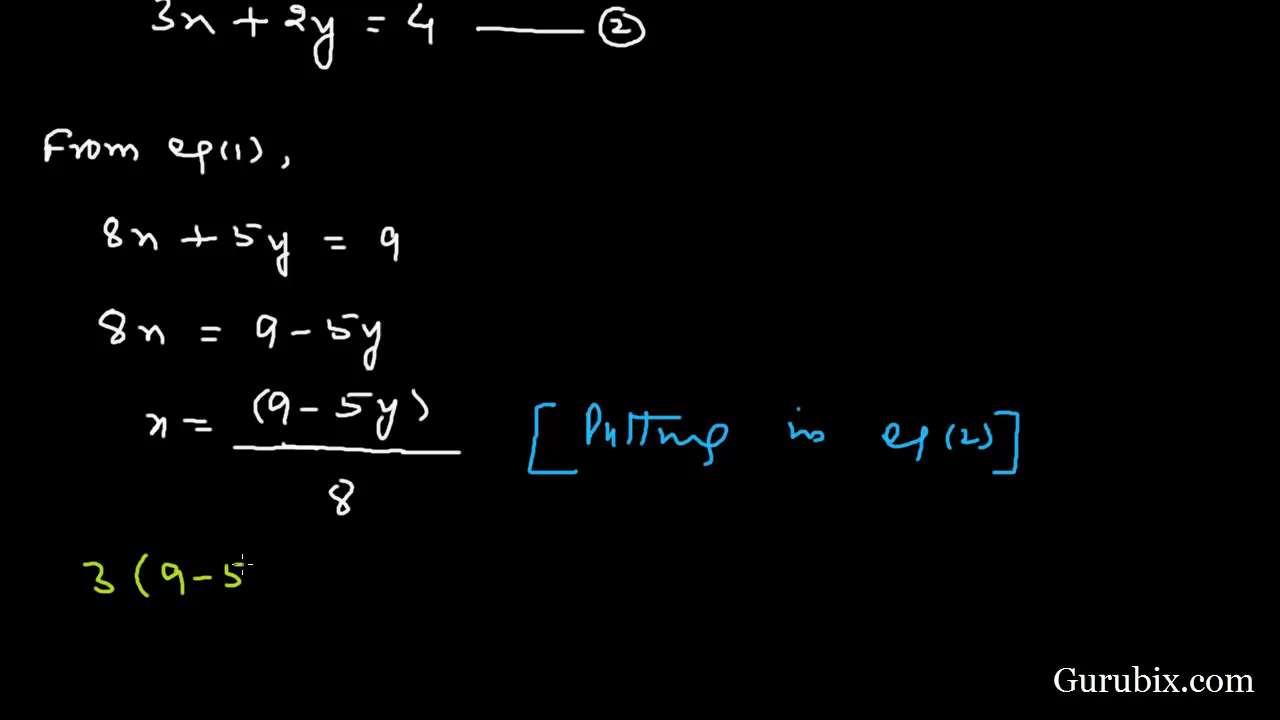 3x + 2y = 4 —— ②
From eq(1),
8x + 5y = 9
8x = 9 - 5y
x = (9 - 5y) / 8 [Putting in eq(2)]
3 (9 - 5
Gurubix.com